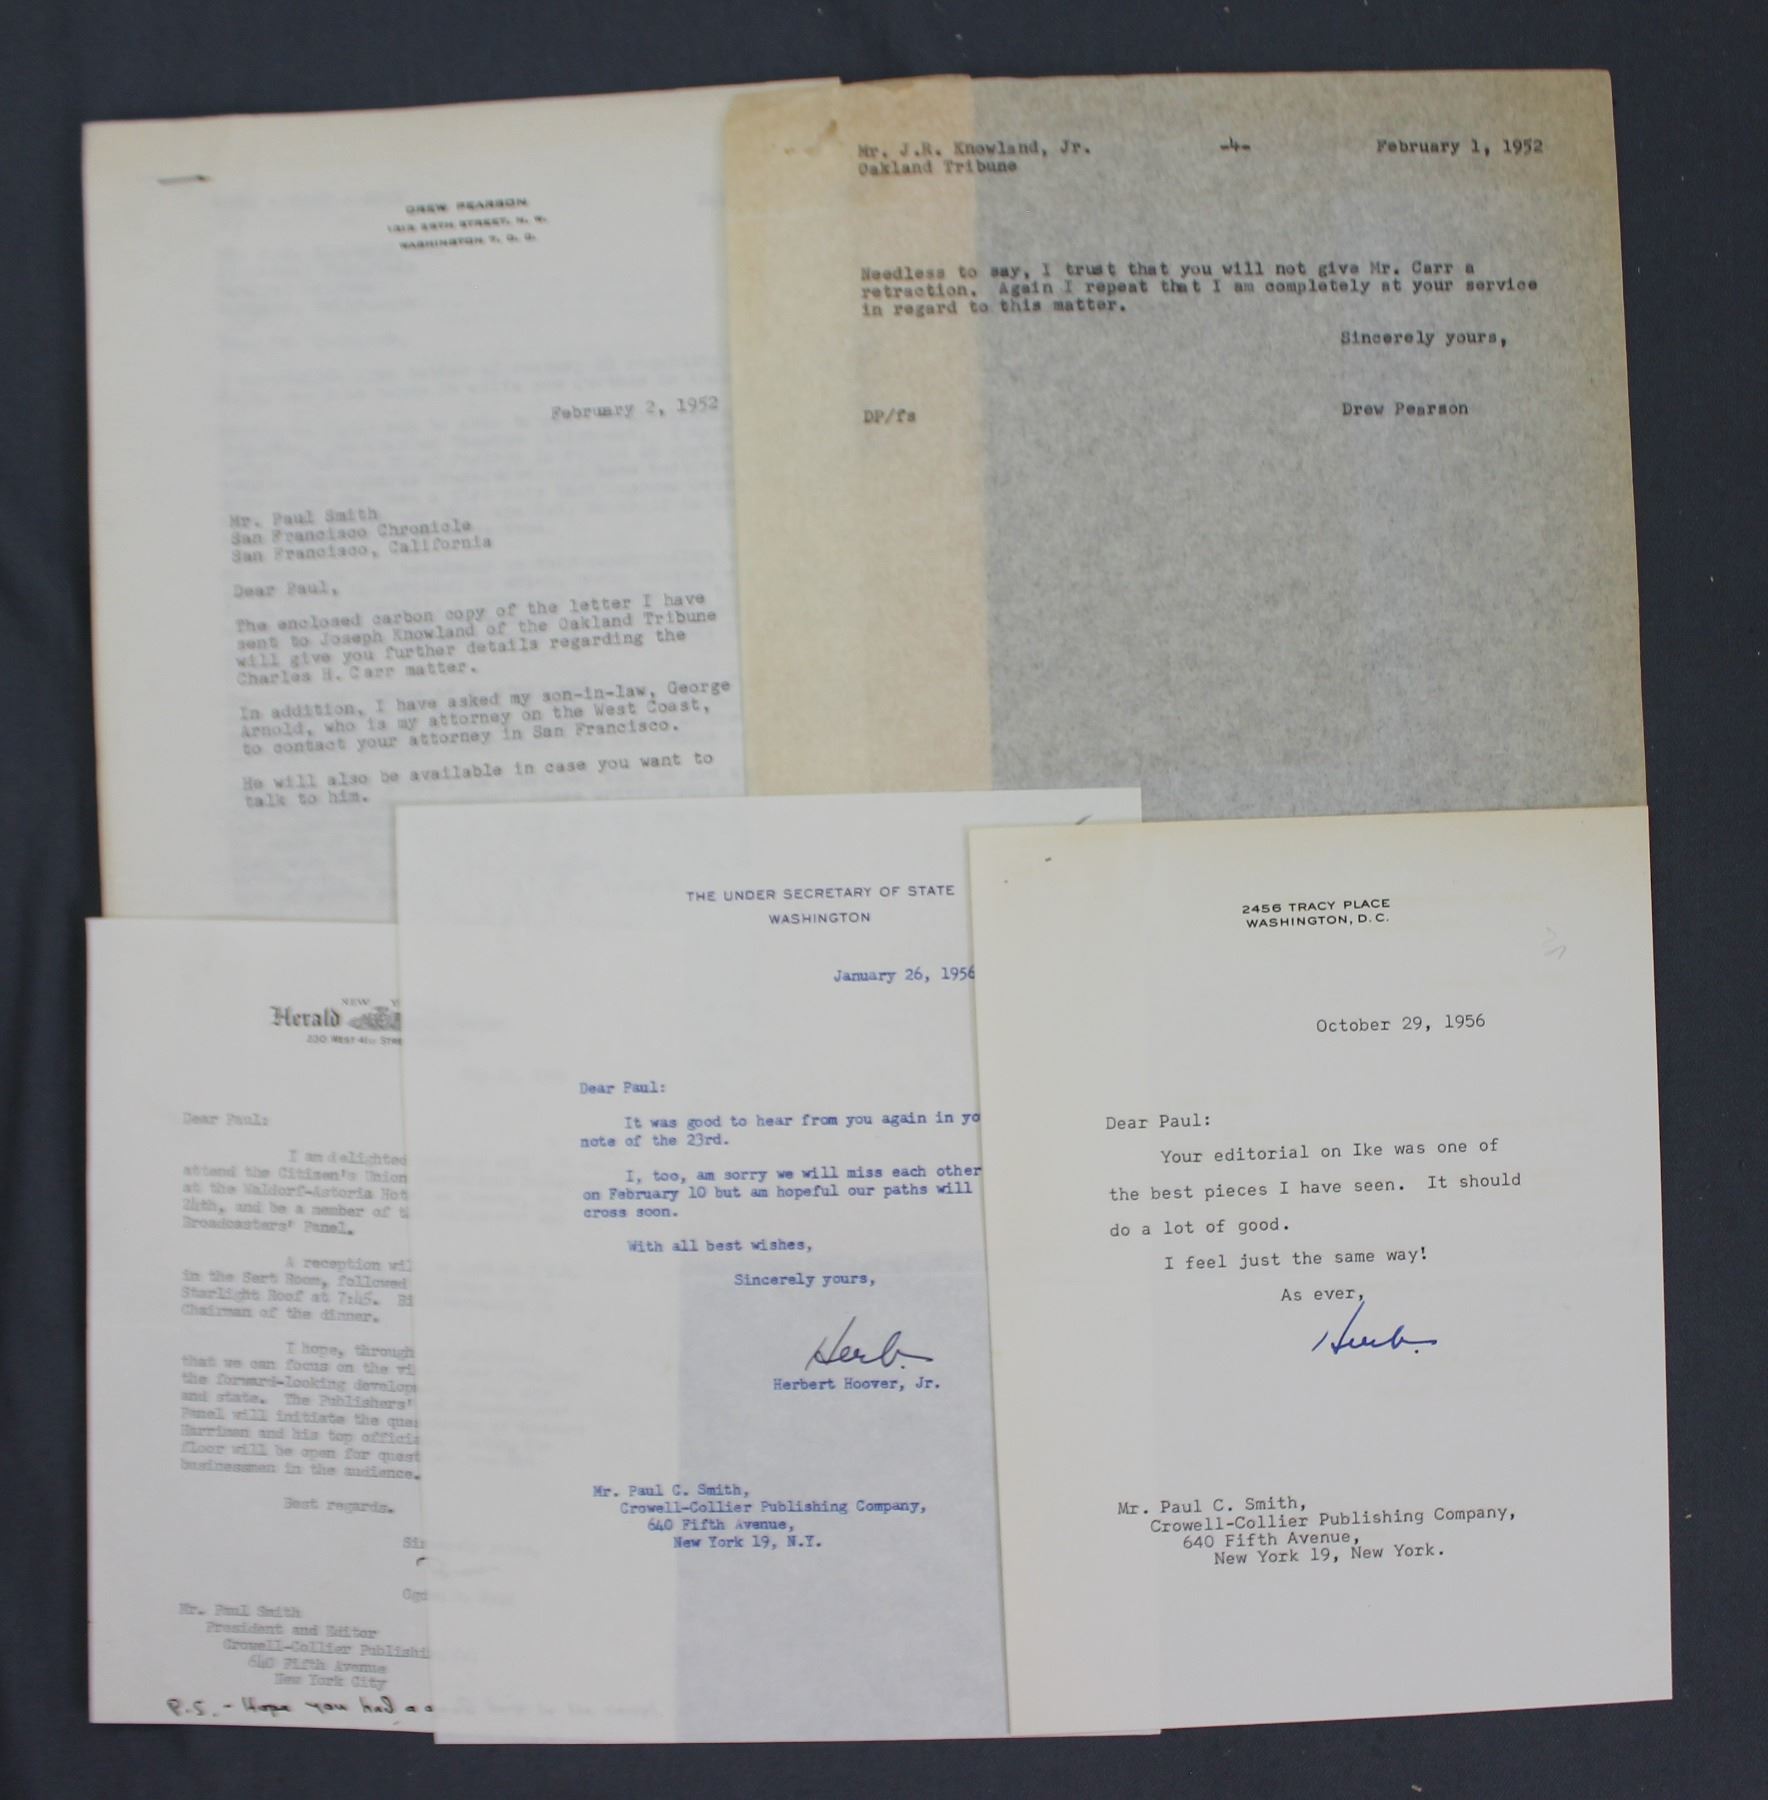 DREW PEARSON
WASHINGTON 7, D. C.
February 2, 1952
Mr. Paul Smith
San Francisco Chronicle
San Francisco, California
Dear Paul,
The enclosed carbon copy of the letter I have
sent to Joseph Knowland of the Oakland Tribune
will give you further details regarding the
Charles H. Carr matter.
In addition, I have asked my son-in-law, George
Arnold, who is my attorney on the West Coast,
to contact your attorney in San Francisco.
He will also be available in case you want to
talk to him.
Mr. J.R. Knowland, Jr. -4- February 1, 1952
Oakland Tribune
Needless to say, I trust that you will not give Mr. Carr a
retraction. Again I repeat that I am completely at your service
in regard to this matter.
Sincerely yours,
Drew Pearson
DP/fs
NEW Y
Herald
230 WEST 41ST STRE
Dear Paul:
I am delighted
attend the Citizen's Union
at the Waldorf-Astoria Hot
24th, and be a member of t
Broadcasters' Panel.
A reception wil
in the Sert Room, followed
Starlight Roof at 7:45.
Chairman of the dinner.
I hope, through
that we can focus on the vi
the forward-looking develop
and state. The Publishers'
Panel will initiate the que
Harriman and his top officia
floor will be open for quest
businessmen in the audience.
Best regards.
Sin
Ogd
Mr. Paul Smith
President and Editor
Crowell-Collier Publishi
640 Fifth Avenue
New York City
P.S. - Hope you had a
THE UNDER SECRETARY OF STATE
WASHINGTON
January 26, 1956
Dear Paul:
It was good to hear from you again in yo
note of the 23rd.
I, too, am sorry we will miss each other
on February 10 but am hopeful our paths will
cross soon.
With all best wishes,
Sincerely yours,
Herb.
Herbert Hoover, Jr.
Mr. Paul C. Smith,
Crowell-Collier Publishing Company,
640 Fifth Avenue,
New York 19, N.Y.
2456 TRACY PLACE
WASHINGTON, D.C.
October 29, 1956
Dear Paul:
Your editorial on Ike was one of
the best pieces I have seen. It should
do a lot of good.
I feel just the same way!
As ever,
Herb.
Mr. Paul C. Smith,
Crowell-Collier Publishing Company,
640 Fifth Avenue,
New York 19, New York.